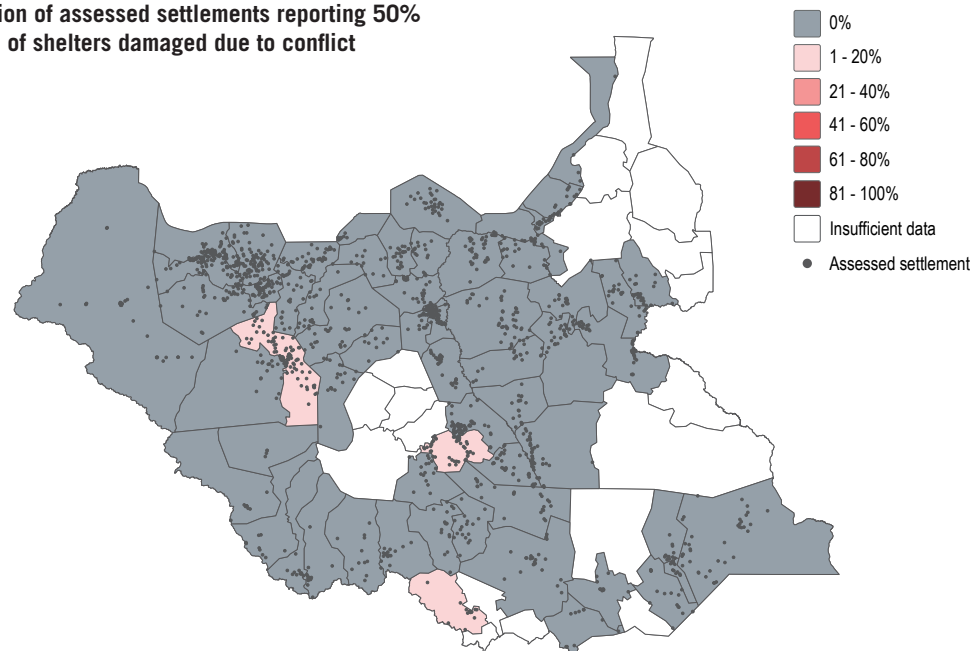 of assessed settlements reporting 50%
of shelters damaged due to conflict
0%
1 - 20%
21 - 40%
41 - 60%
61 - 80%
81 - 100%
Insufficient data
Assessed settlement